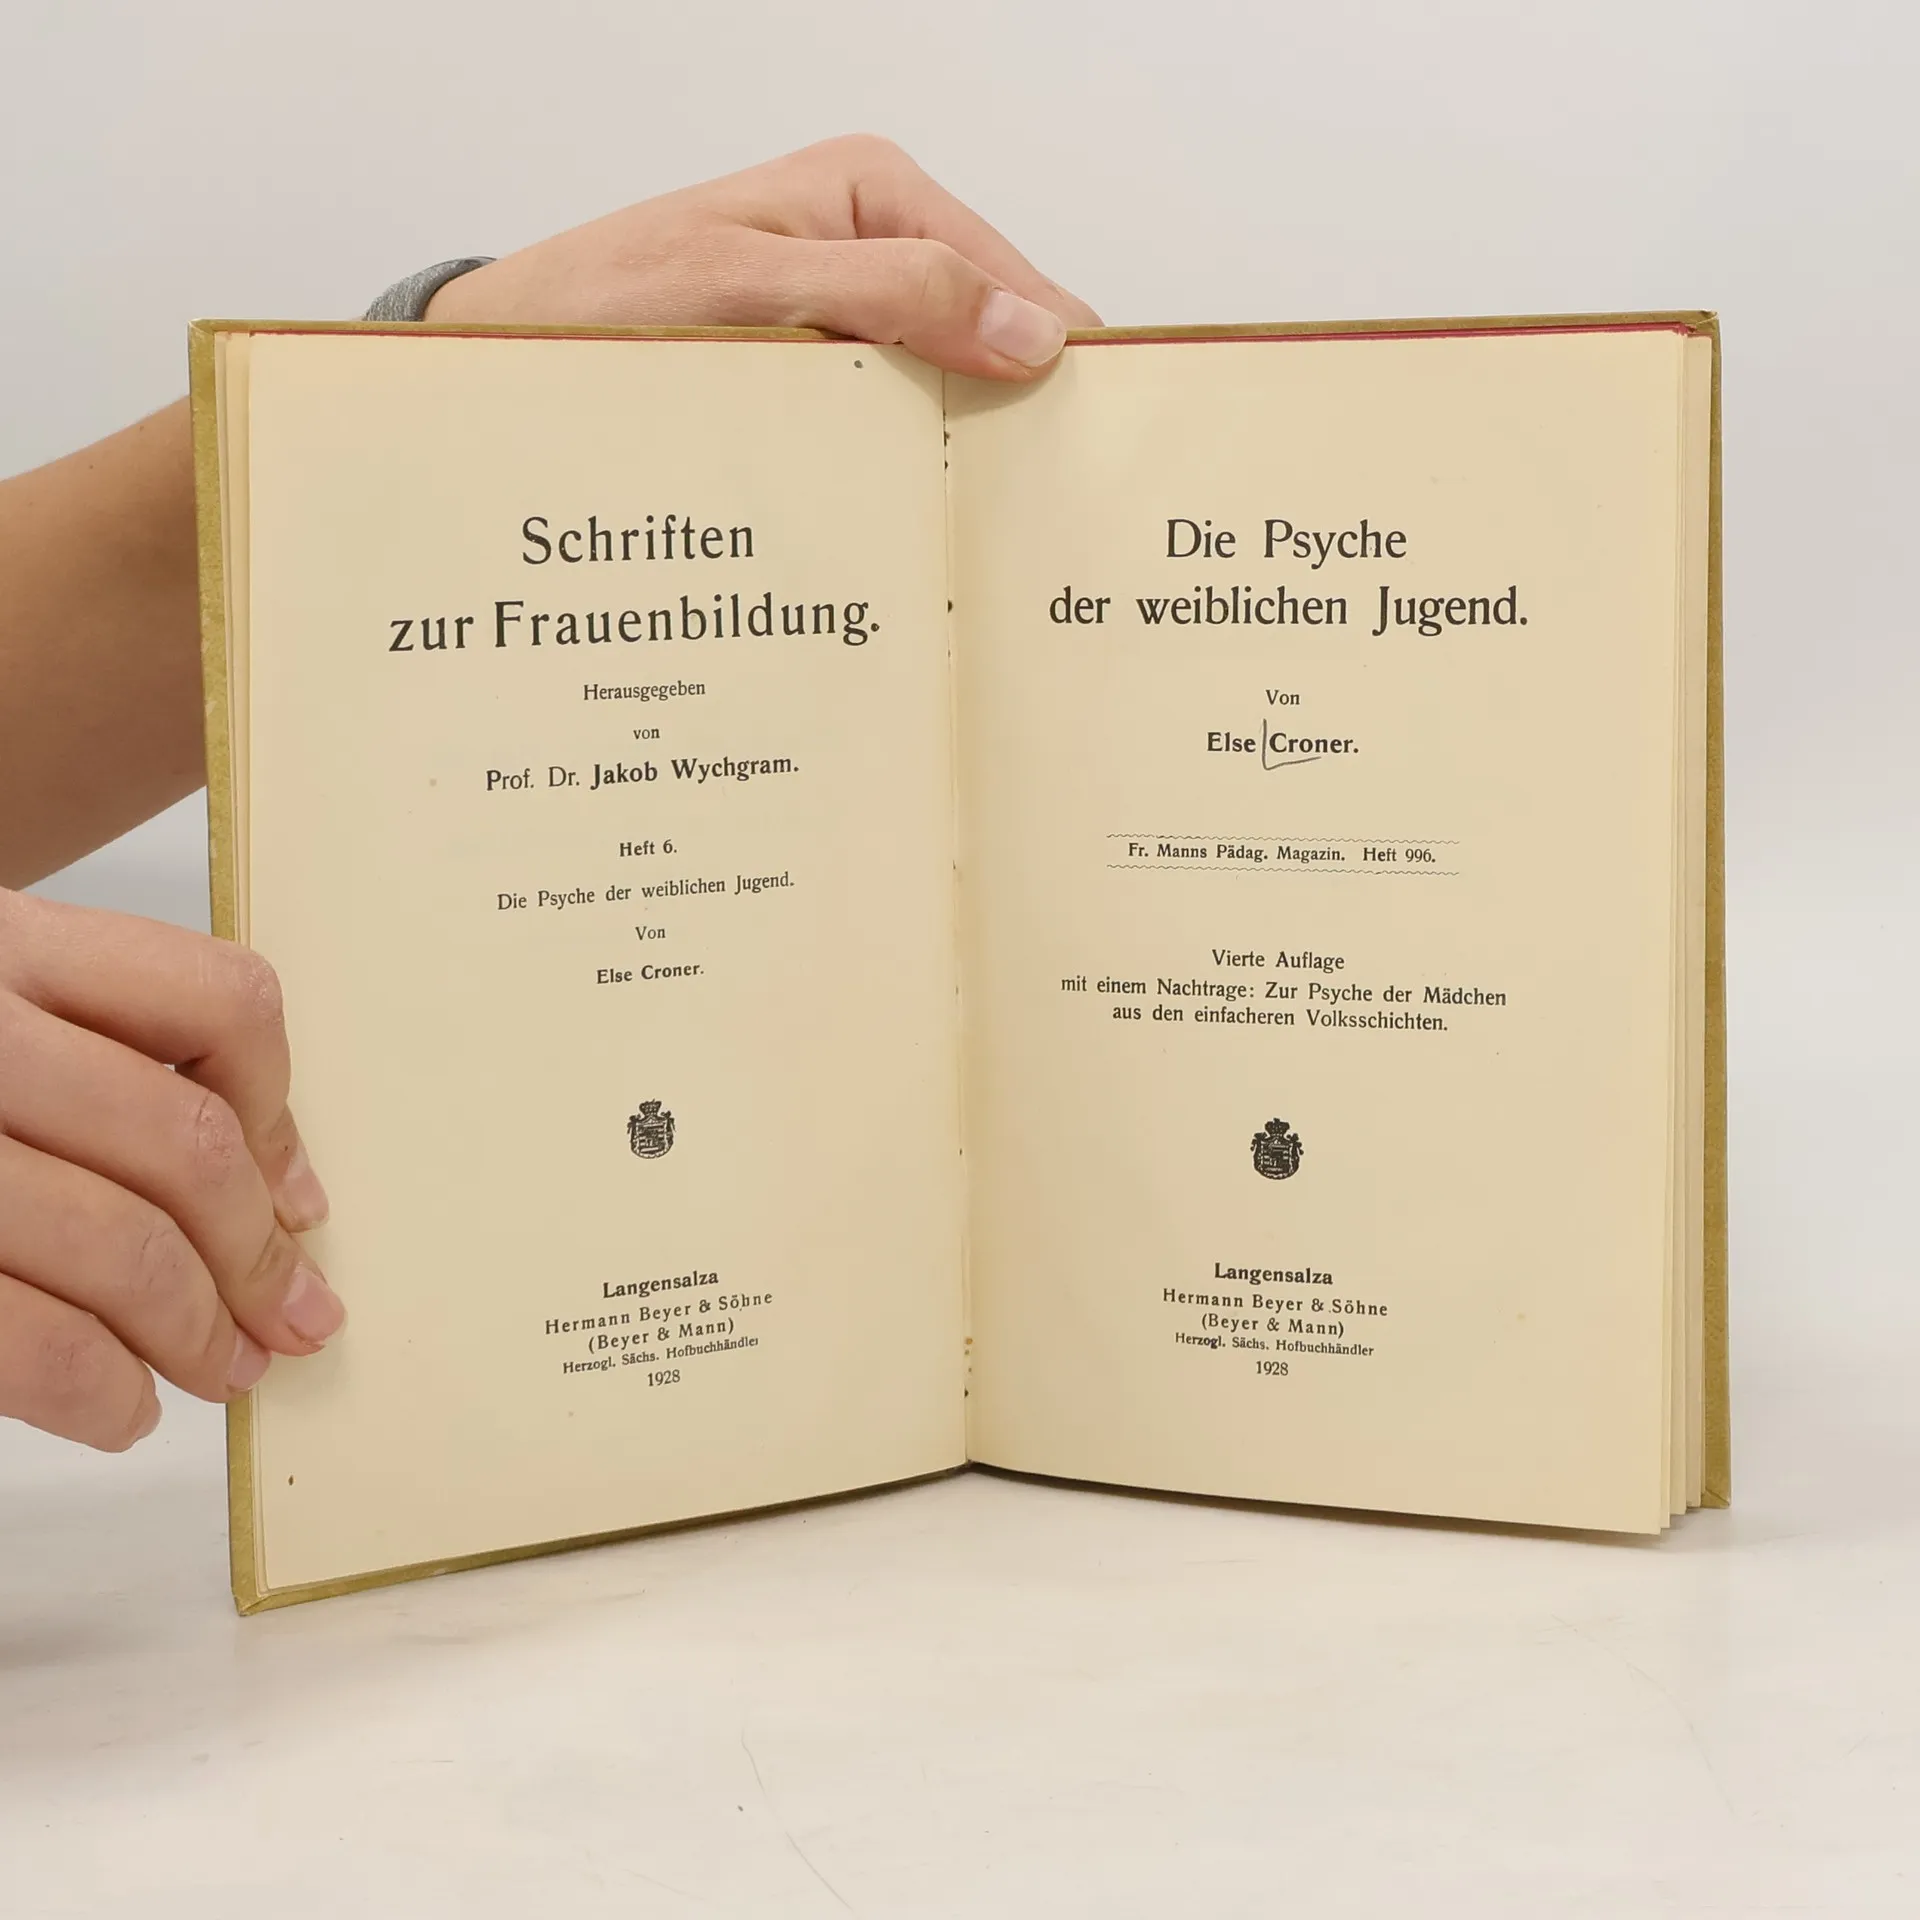 Schriften
zur Frauenbildung.
Herausgegeben
von
Prof. Dr. Jakob Wychgram.
Heft 6.
Die Psyche der weiblichen Jugend.
Von
Else Croner.
Langensalza
Hermann Beyer & Söhne
(Beyer & Mann)
Herzogl. Sächs. Hofbuchhändler
1928
Die Psyche
der weiblichen Jugend.
Von
Else Croner.
Fr. Manns Pädag. Magazin. Heft 996.
Vierte Auflage
mit einem Nachtrage: Zur Psyche der Mädchen
aus den einfacheren Volksschichten.
Langensalza
Hermann Beyer & Söhne
(Beyer & Mann)
Herzogl. Sächs. Hofbuchhändler
1928